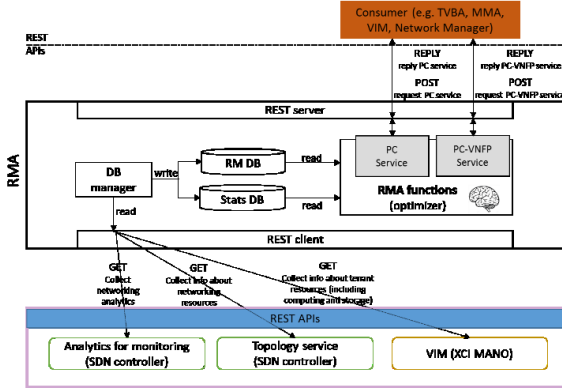 Consumer (e.g. TVBA, MMA,
VIM, Network Manager)
REST
APIs
REPLY
reply PC service
POST
request PC service
REPLY
reply PC-VNFP service
POST
request PC-VNFP service
RMA
REST server
PC
Service
PC-VNFP
Service
RMA functions
(optimizer)
DB
manager
write
RM DB
Stats DB
read
read
read
REST client
GET
Collect
networking
analytics
GET
Collect info about
networking
resources
GET
Collect info about tenant
resources (including
computing ant storage)
REST APIs
Analytics for monitoring
(SDN controller)
Topology service
(SDN controller)
VIM (XCI MANO)